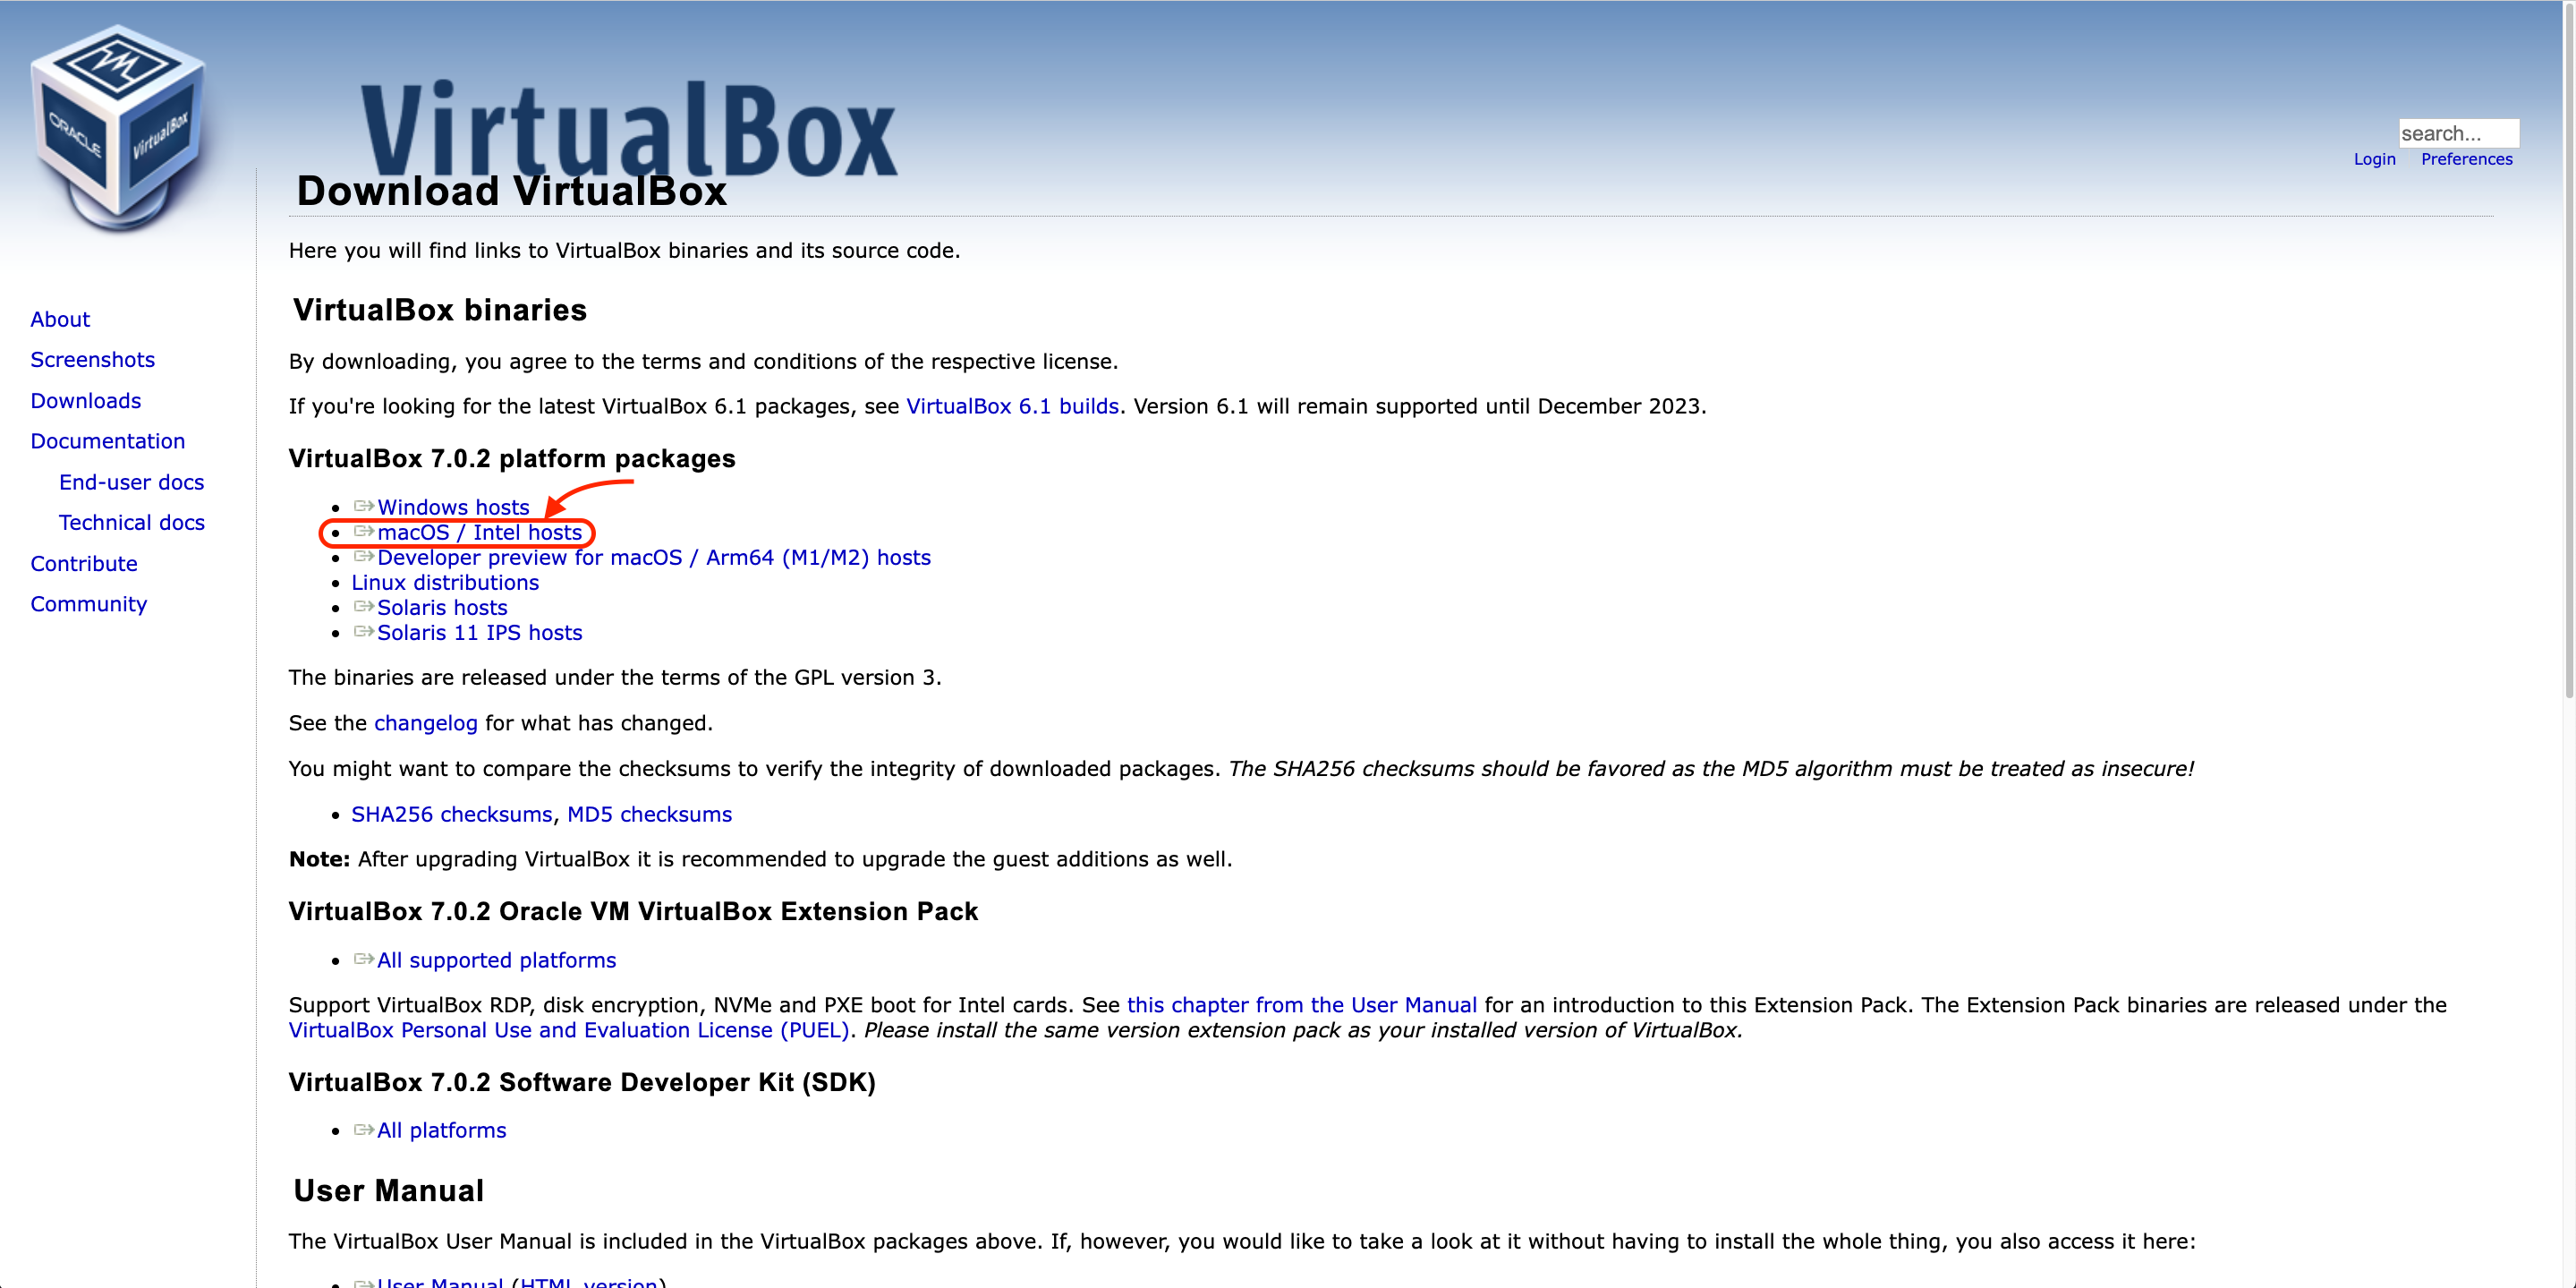 ORACLE
VirtualBox
VirtualBox
search...
Login Preferences
Download VirtualBox
Here you will find links to VirtualBox binaries and its source code.
About
Screenshots
Downloads
Documentation
End-user docs
Technical docs
Contribute
Community
VirtualBox binaries
By downloading, you agree to the terms and conditions of the respective license.
If you're looking for the latest VirtualBox 6.1 packages, see VirtualBox 6.1 builds. Version 6.1 will remain supported until December 2023.
VirtualBox 7.0.2 platform packages
• Windows hosts
• macOS / Intel hosts
• Developer preview for macOS / Arm64 (M1/M2) hosts
• Linux distributions
• Solaris hosts
• Solaris 11 IPS hosts
The binaries are released under the terms of the GPL version 3.
See the changelog for what has changed.
You might want to compare the checksums to verify the integrity of downloaded packages. The SHA256 checksums should be favored as the MD5 algorithm must be treated as insecure!
• SHA256 checksums, MD5 checksums
Note: After upgrading VirtualBox it is recommended to upgrade the guest additions as well.
VirtualBox 7.0.2 Oracle VM VirtualBox Extension Pack
• All supported platforms
Support VirtualBox RDP, disk encryption, NVMe and PXE boot for Intel cards. See this chapter from the User Manual for an introduction to this Extension Pack. The Extension Pack binaries are released under the
VirtualBox Personal Use and Evaluation License (PUEL). Please install the same version extension pack as your installed version of VirtualBox.
VirtualBox 7.0.2 Software Developer Kit (SDK)
• All platforms
User Manual
The VirtualBox User Manual is included in the VirtualBox packages above. If, however, you would like to take a look at it without having to install the whole thing, you also access it here:
• User Manual (HTML version)